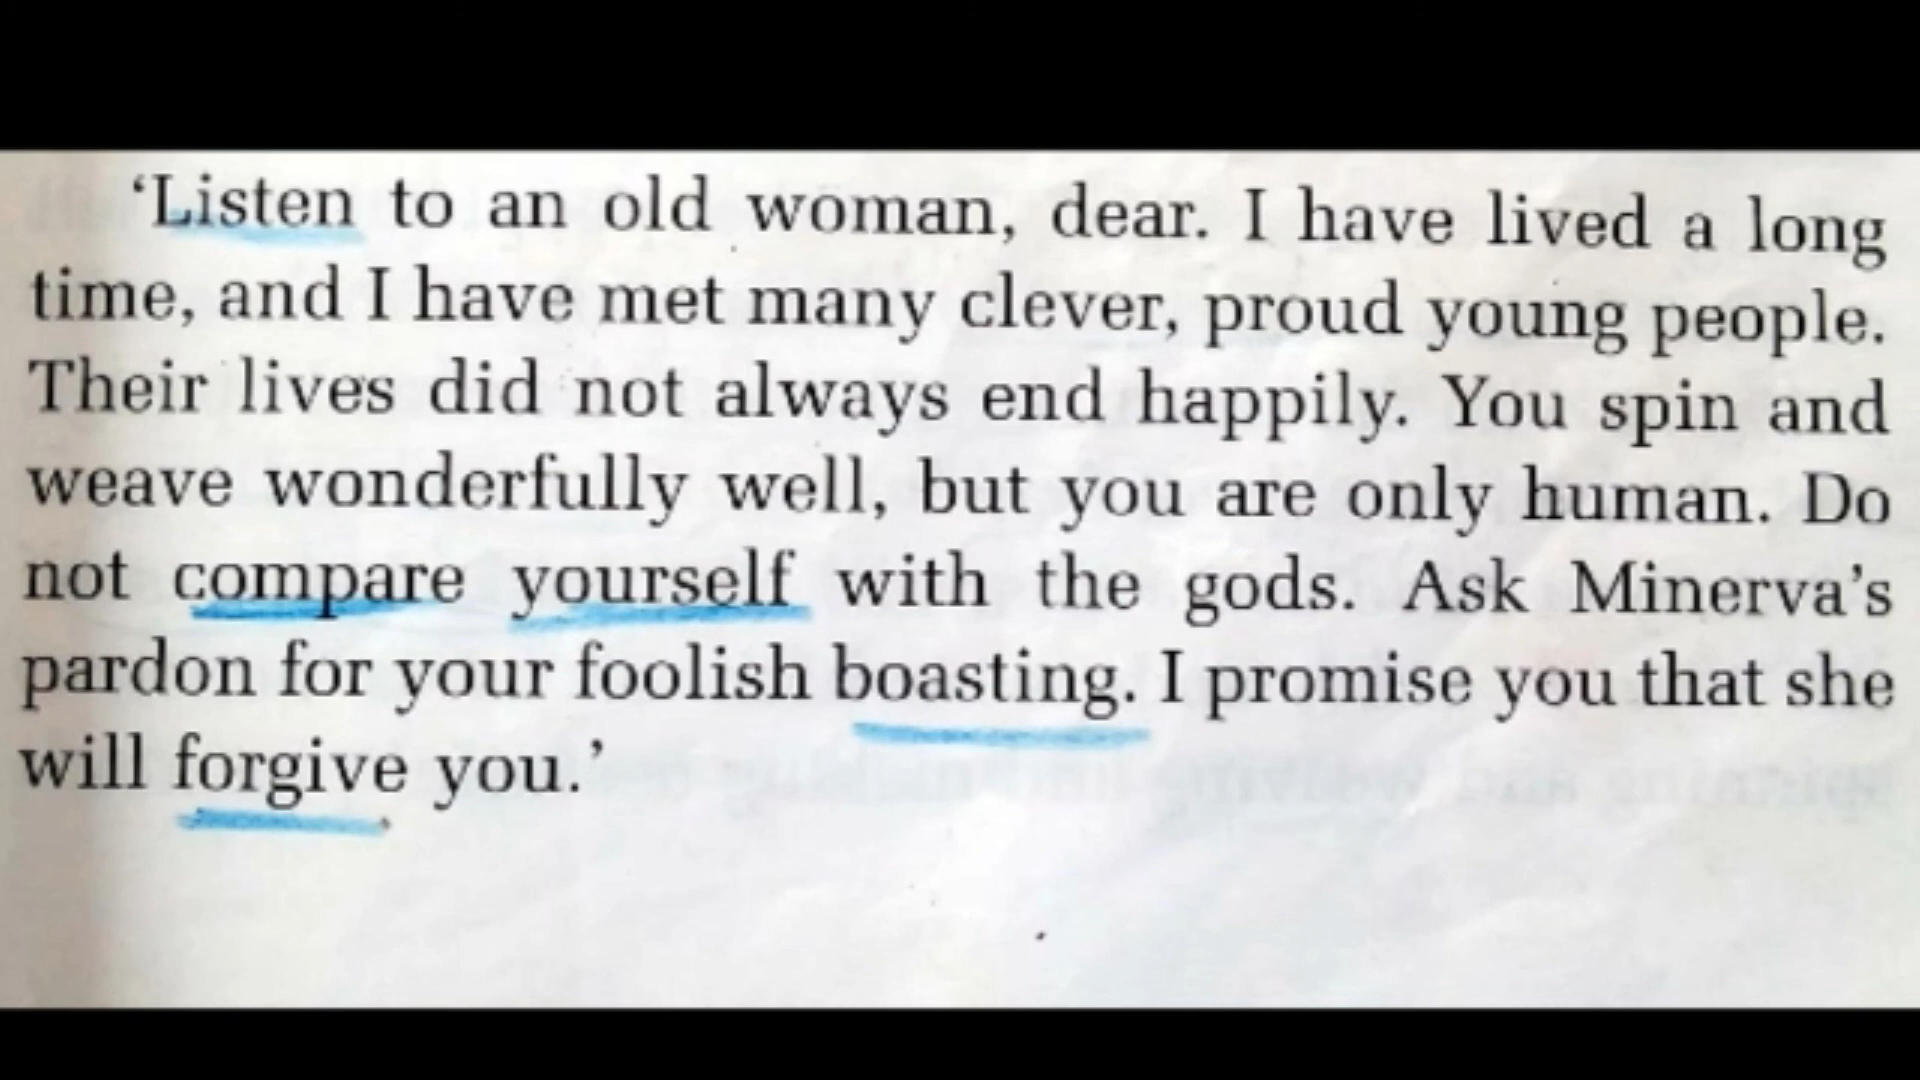 ‘Listen to an old woman, dear. I have lived a long
time, and I have met many clever, proud young people.
Their lives did not always end happily. You spin and
weave wonderfully well, but you are only human. Do
not compare yourself with the gods. Ask Minerva’s
pardon for your foolish boasting. I promise you that she
will forgive you.’